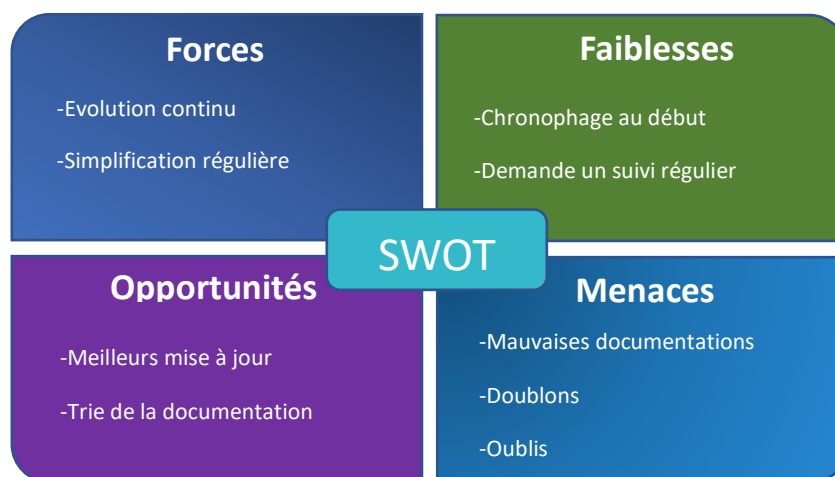 Forces
-Evolution continu
-Simplification régulière
Faiblesses
-Chronophage au début
-Demande un suivi régulier
SWOT
Opportunités
-Meilleurs mise à jour
-Trie de la documentation
Menaces
-Mauvaises documentations
-Doublons
-Oublis